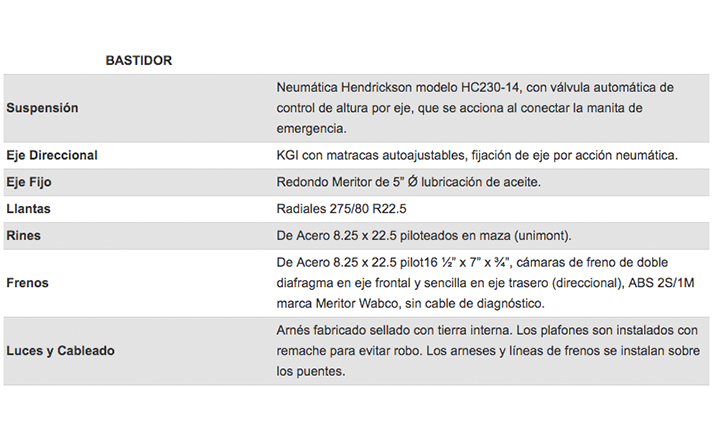 BASTIDOR
Suspensión
Neumática Hendrickson modelo HC230-14, con válvula automática de
control de altura por eje, que se acciona al conectar la manita de
emergencia.
Eje Direccional
KGI con matracas autoajustables, fijación de eje por acción neumática.
Eje Fijo
Redondo Meritor de 5” Ǿ lubricación de aceite.
Llantas
Radiales 275/80 R22.5
Rines
De Acero 8.25 x 22.5 piloteados en maza (unimont).
Frenos
De Acero 8.25 x 22.5 pilot16 ½” x 7” x ¾”, cámaras de freno de doble
diafragma en eje frontal y sencilla en eje trasero (direccional), ABS 2S/1M
marca Meritor Wabco, sin cable de diagnóstico.
Luces y Cableado
Arnés fabricado sellado con tierra interna. Los plafones son instalados con
remache para evitar robo. Los arneses y líneas de frenos se instalan sobre
los puentes.